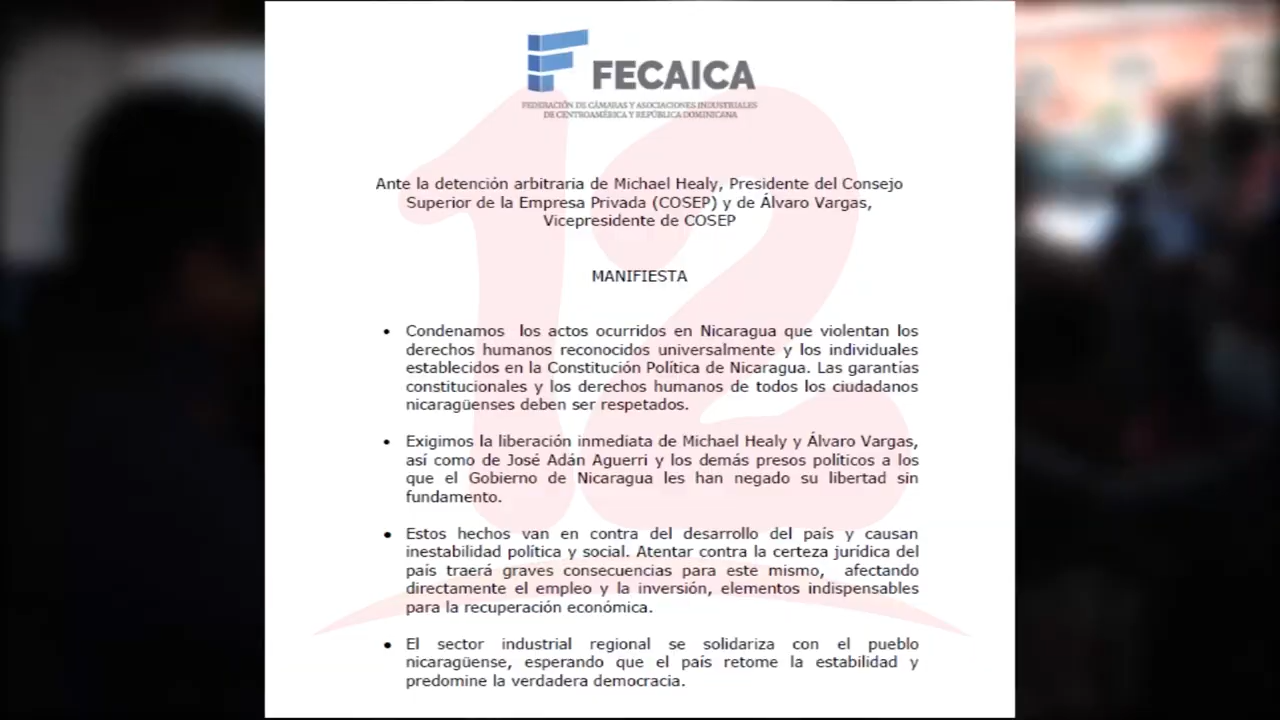 FECAICA
FEDERACIÓN DE CÁMARAS Y ASOCIACIONES INDUSTRIALES
DE CENTROAMÉRICA Y REPÚBLICA DOMINICANA
12
Ante la detención arbitraria de Michael Healy, Presidente del Consejo
Superior de la Empresa Privada (COSEP) y de Álvaro Vargas,
Vicepresidente de COSEP
MANIFIESTA
• Condenamos los actos ocurridos en Nicaragua que violentan los
derechos humanos reconocidos universalmente y los individuales
establecidos en la Constitución Política de Nicaragua. Las garantías
constitucionales y los derechos humanos de todos los ciudadanos
nicaragüenses deben ser respetados.
• Exigimos la liberación inmediata de Michael Healy y Álvaro Vargas,
así como de José Adán Aguerri y los demás presos políticos a los
que el Gobierno de Nicaragua les han negado su libertad sin
fundamento.
• Estos hechos van en contra del desarrollo del país y causan
inestabilidad política y social. Atentar contra la certeza jurídica del
país traerá graves consecuencias para este mismo, afectando
directamente el empleo y la inversión, elementos indispensables
para la recuperación económica.
• El sector industrial regional se solidariza con el pueblo
nicaragüense, esperando que el país retome la estabilidad y
predomine la verdadera democracia.